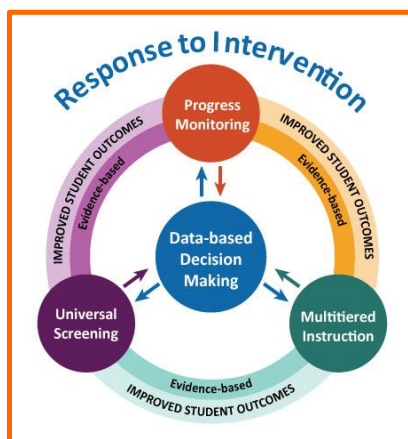 Response to Intervention
Progress
Monitoring
IMPROVED STUDENT OUTCOMES
Evidence-based
IMPROVED STUDENT OUTCOMES
Evidence-based
Data-based
Decision
Making
Universal
Screening
Multitiered
Instruction
Evidence-based
IMPROVED STUDENT OUTCOMES